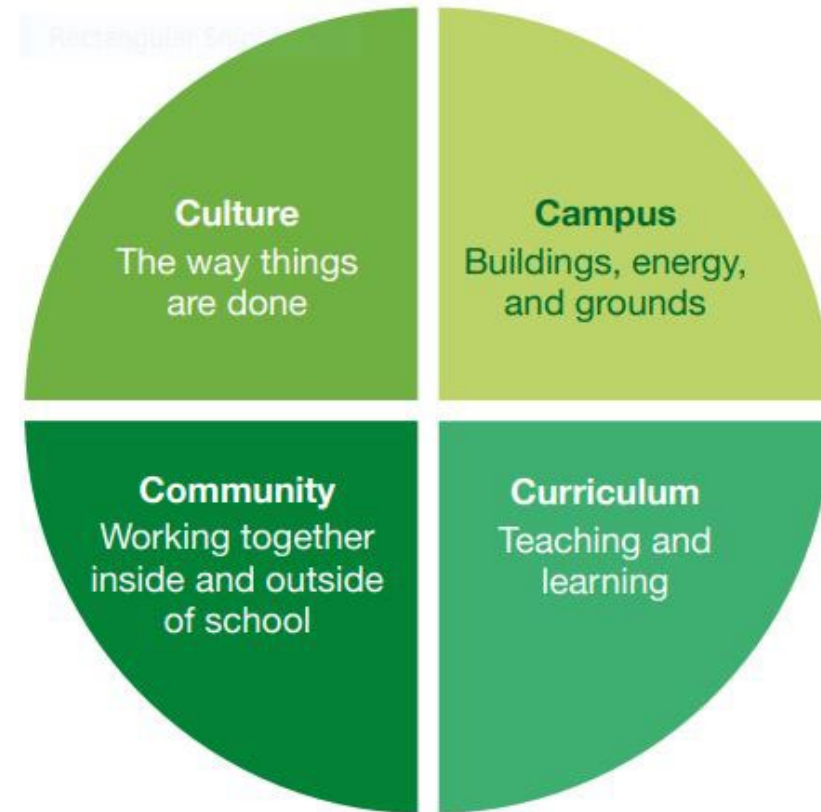 Culture
The way things
are done
Campus
Buildings, energy,
and grounds
Community
Working together
inside and outside
of school
Curriculum
Teaching and
learning